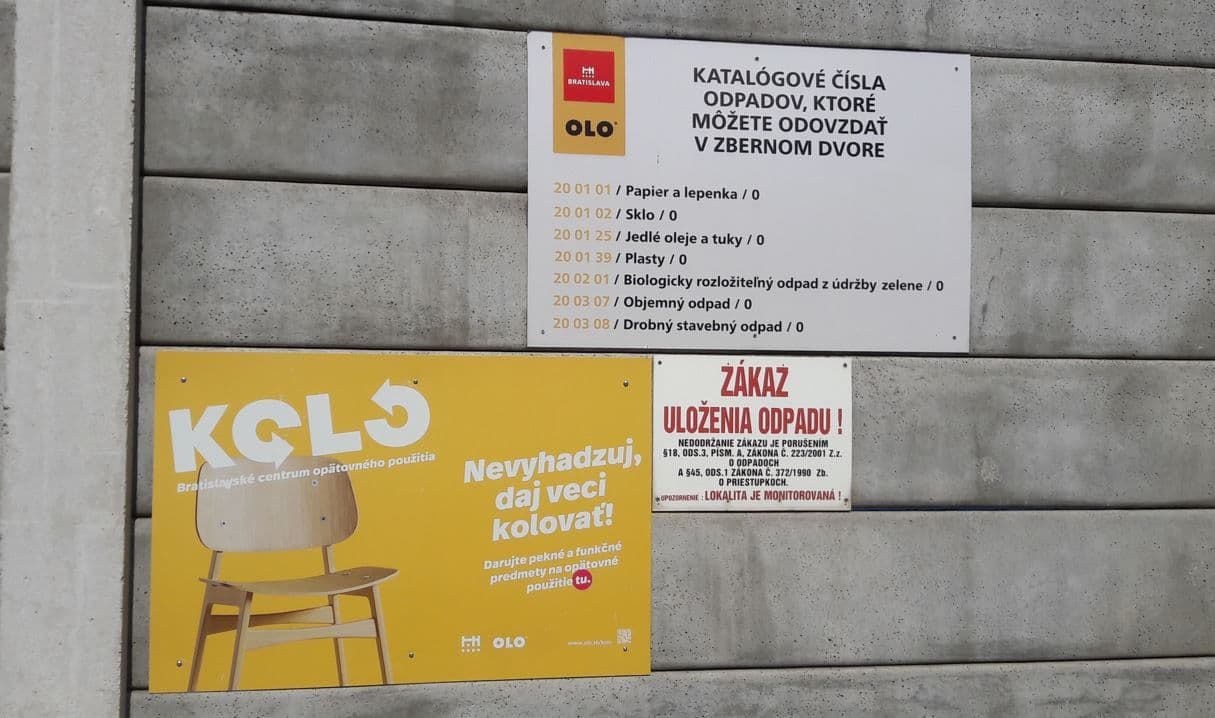 BRATISLAVA
OLO
KATALÓGOVÉ ČÍSLA
ODPADOV, KTORÉ
MÔŽETE ODOVZDAŤ
V ZBERNOM DVORE
20 01 01 / Papier a lepenka / 0
20 01 02 / Sklo / 0
20 01 25 / Jedlé oleje a tuky / 0
20 01 39 / Plasty / 0
20 02 01 / Biologicky rozložiteľný odpad z údržby zelene / 0
20 03 07 / Objemný odpad / 0
20 03 08 / Drobný stavebný odpad / 0
KOLO
Bratislavské centrum opätovného použitia
Nevyhadzuj,
daj veci
kolovať!
Darujte pekné a funkčné
predmety na opätovné
použitie tu.
OLO
www.olo.sk/kolo
ZÁKAZ
ULOŽENIA ODPADU !
NEDODRŽANIE ZÁKAZU JE PORUŠENÍM
§18, ODS.3, PISM. A, ZÁKONA Č. 223/2001 Z.z.
O ODPADOCH
A §45, ODS.1 ZÁKONA Č. 372/1990 Zb.
O PRIESTUPKOCH.
UPOZORNENIE : LOKALITA JE MONITOROVANÁ !